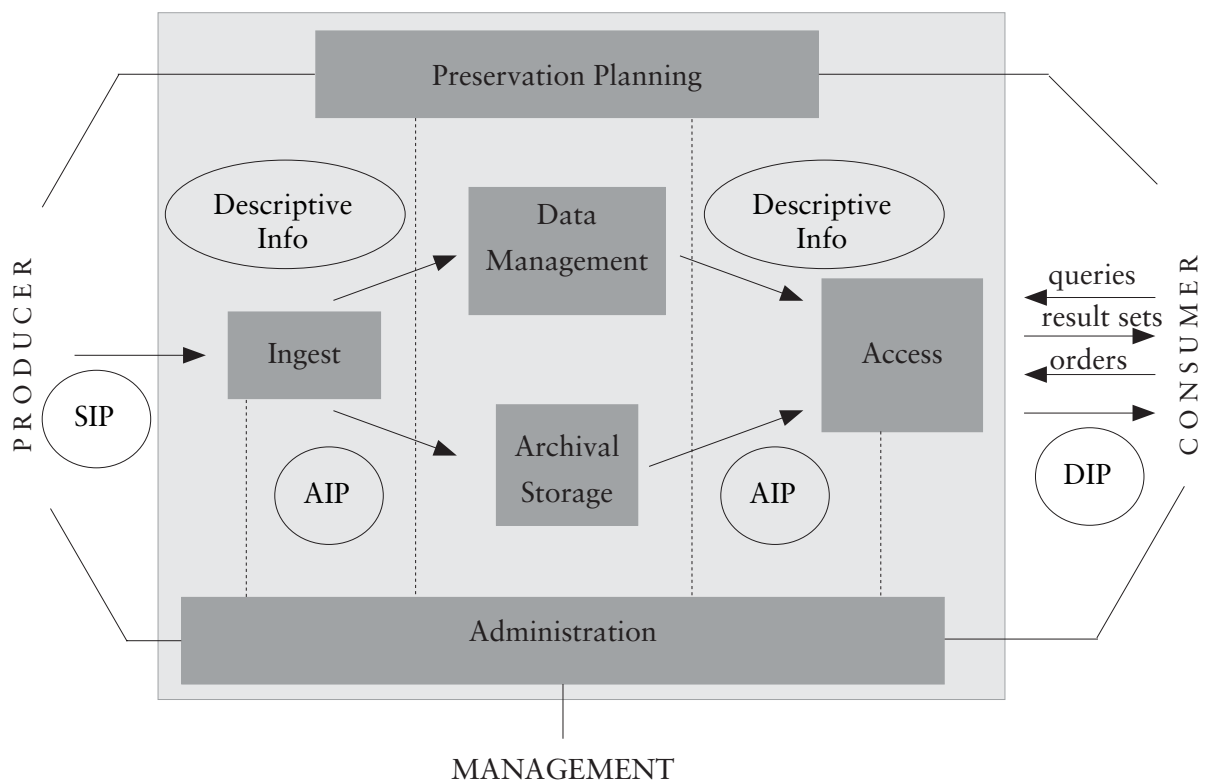 Preservation Planning
Descriptive
Info
Data
Management
Descriptive
Info
PRODUCER
Ingest
SIP
AIP
Archival
Storage
AIP
Access
queries
result sets
orders
DIP
CONSUMER
Administration
MANAGEMENT